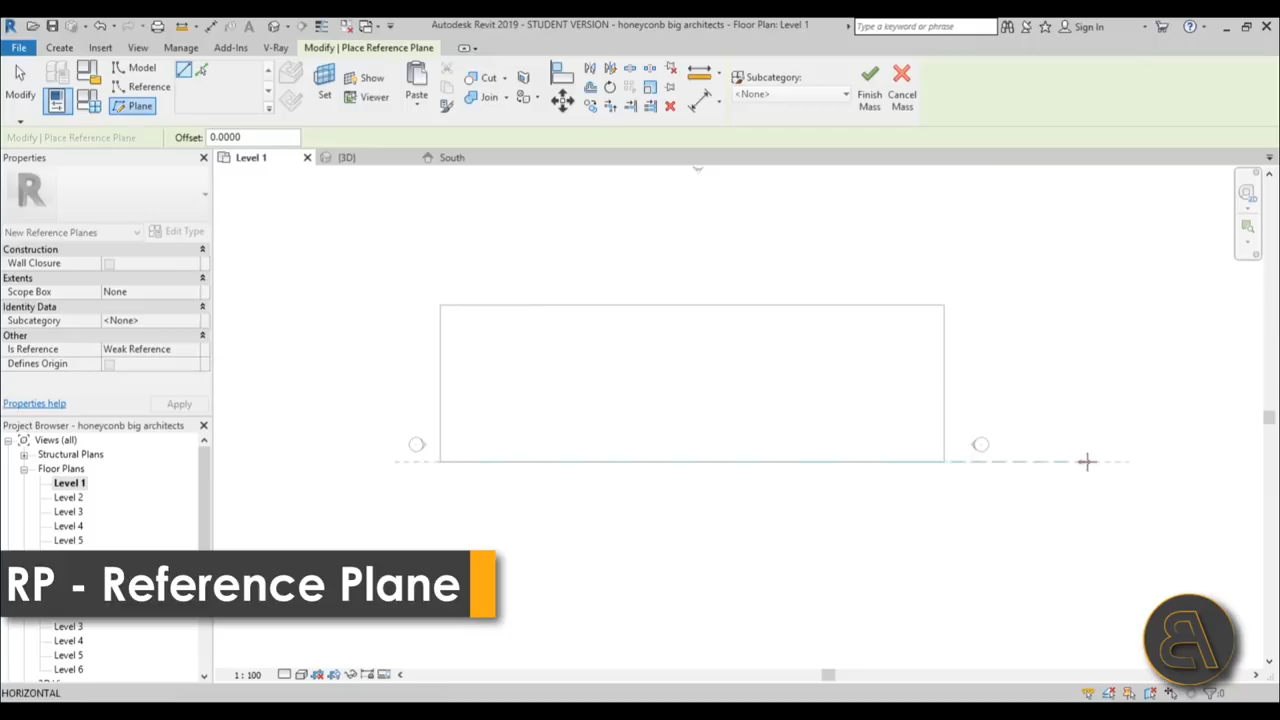 Autodesk Revit 2019 - STUDENT VERSION - honeyconb big architects - Floor Plan: Level 1
Type a keyword or phrase
Sign In
File Create Insert View Manage Add-Ins V-Ray Modify | Place Reference Plane
Modify
Model
Reference
Plane
Set
Show
Viewer
Paste
Cut
Join
Subcategory:
<None>
Finish Mass
Cancel Mass
Modify | Place Reference Plane
Offset: 0.0000
Properties
Level 1
{3D}
South
New Reference Planes
Edit Type
Construction
Wall Closure
Extents
Scope Box None
Identity Data
Subcategory <None>
Other
Is Reference Weak Reference
Defines Origin
Properties help
Apply
Project Browser - honeyconb big architects
Views (all)
Structural Plans
Floor Plans
Level 1
Level 2
Level 3
Level 4
Level 5
RP - Reference Plane
Level 3
Level 4
Level 5
Level 6
1 : 100
HORIZONTAL
:0